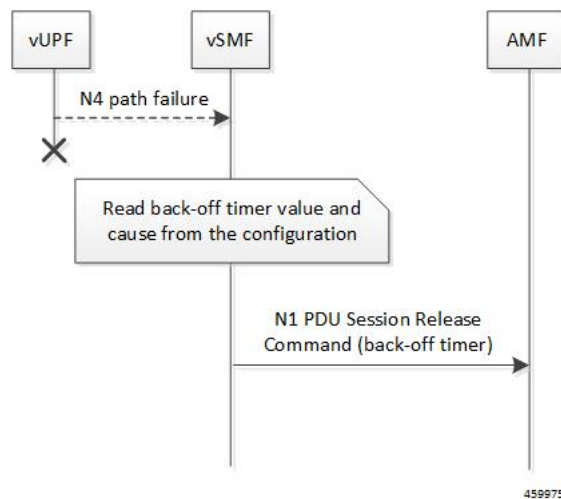 vUPF
vSMF
AMF
N4 path failure
Read back-off timer value and
cause from the configuration
N1 PDU Session Release
Command (back-off timer)
459975